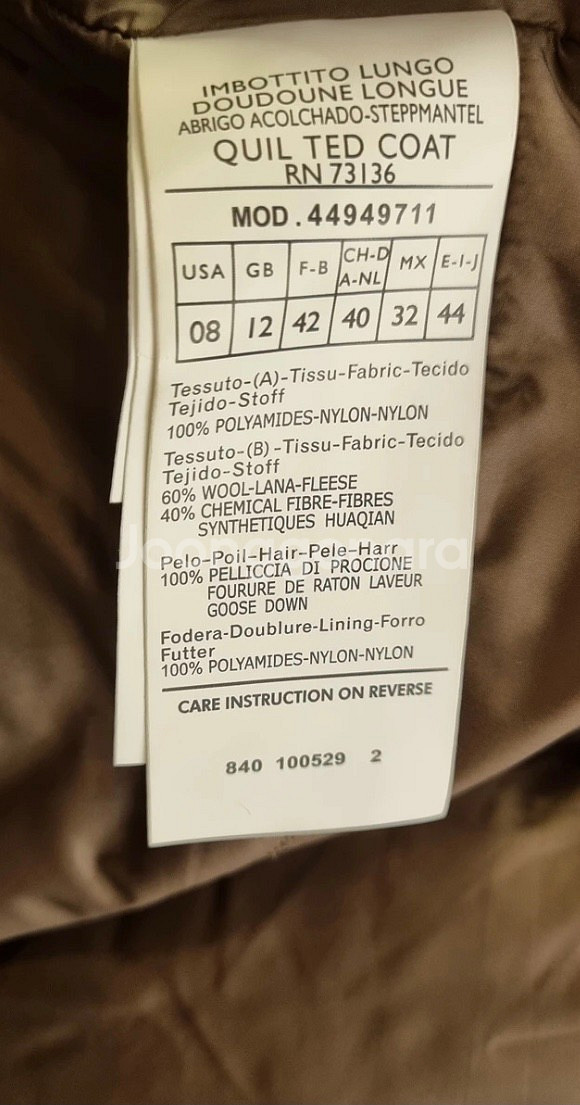 IMBOTTITO LUNGO
DOUDOUNE LONGUE
ABRIGO ACOLCHADO-STEPPMANTEL
QUIL TED COAT
RN 73136
MOD. 44949711
USA GB F-B CH-D A-NL MX E-I-J
08 12 42 40 32 44
Tessuto-(A)-Tissu-Fabric-Tecido
Tejido-Stoff
100% POLYAMIDES-NYLON-NYLON
Tessuto-(B)-Tissu-Fabric-Tecido
Tejido-Stoff
60% WOOL-LANA-FLEESE
40% CHEMICAL FIBRE-FIBRES
SYNTHETIQUES HUAQIAN
Pelo-Poil-Hair-Pele-Harr
100% PELLICCIA DI PROCIONE
FOURURE DE RATON LAVEUR
GOOSE DOWN
Fodera-Doublure-Lining-Forro
Futter
100% POLYAMIDES-NYLON-NYLON
CARE INSTRUCTION ON REVERSE
840 100529 2